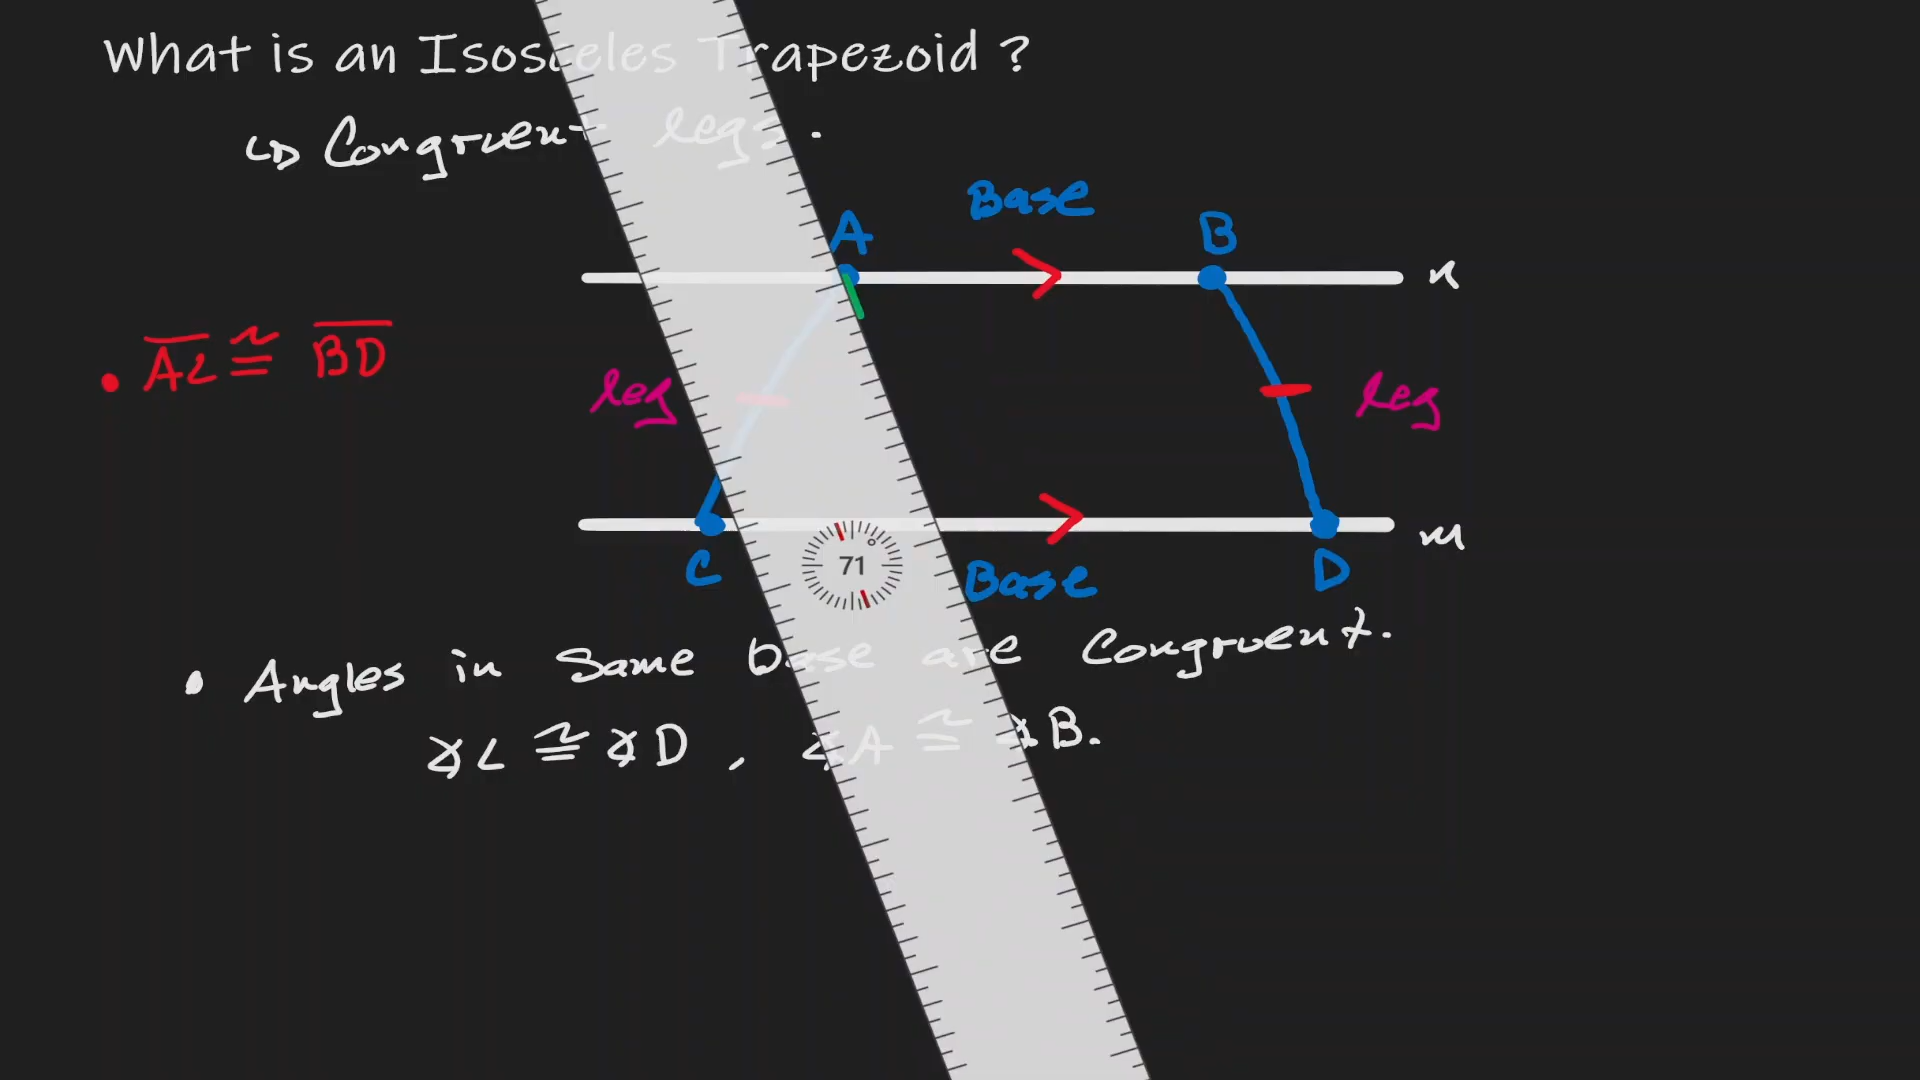 What is an Isosceles Trapezoid ?
↳ Congruent legs.
Base
A B
n
• AC ≅ BD
leg leg
m
C 71° Base D
• Angles in same base are Congruent.
∡C ≅ ∡D , ∡A ≅ ∡B.